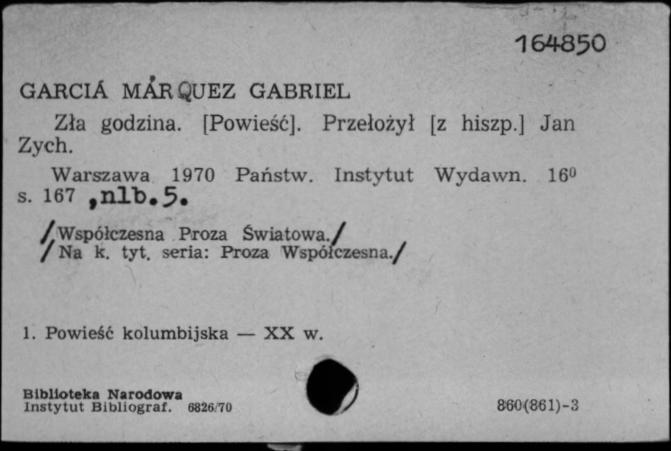 164850
GARCIÁ MÁRQUEZ GABRIEL
Zła godzina. [Powieść]. Przełożył [z hiszp.] Jan
Zych.
Warszawa 1970 Państw. Instytut Wydawn. 16⁰
s. 167 ,nlb.5.
/Współczesna Proza Światowa./
/Na k. tyt. seria: Proza Współczesna./
1. Powieść kolumbijska — XX w.
Biblioteka Narodowa
Instytut Bibliograf. 6826/70
860(861)-3